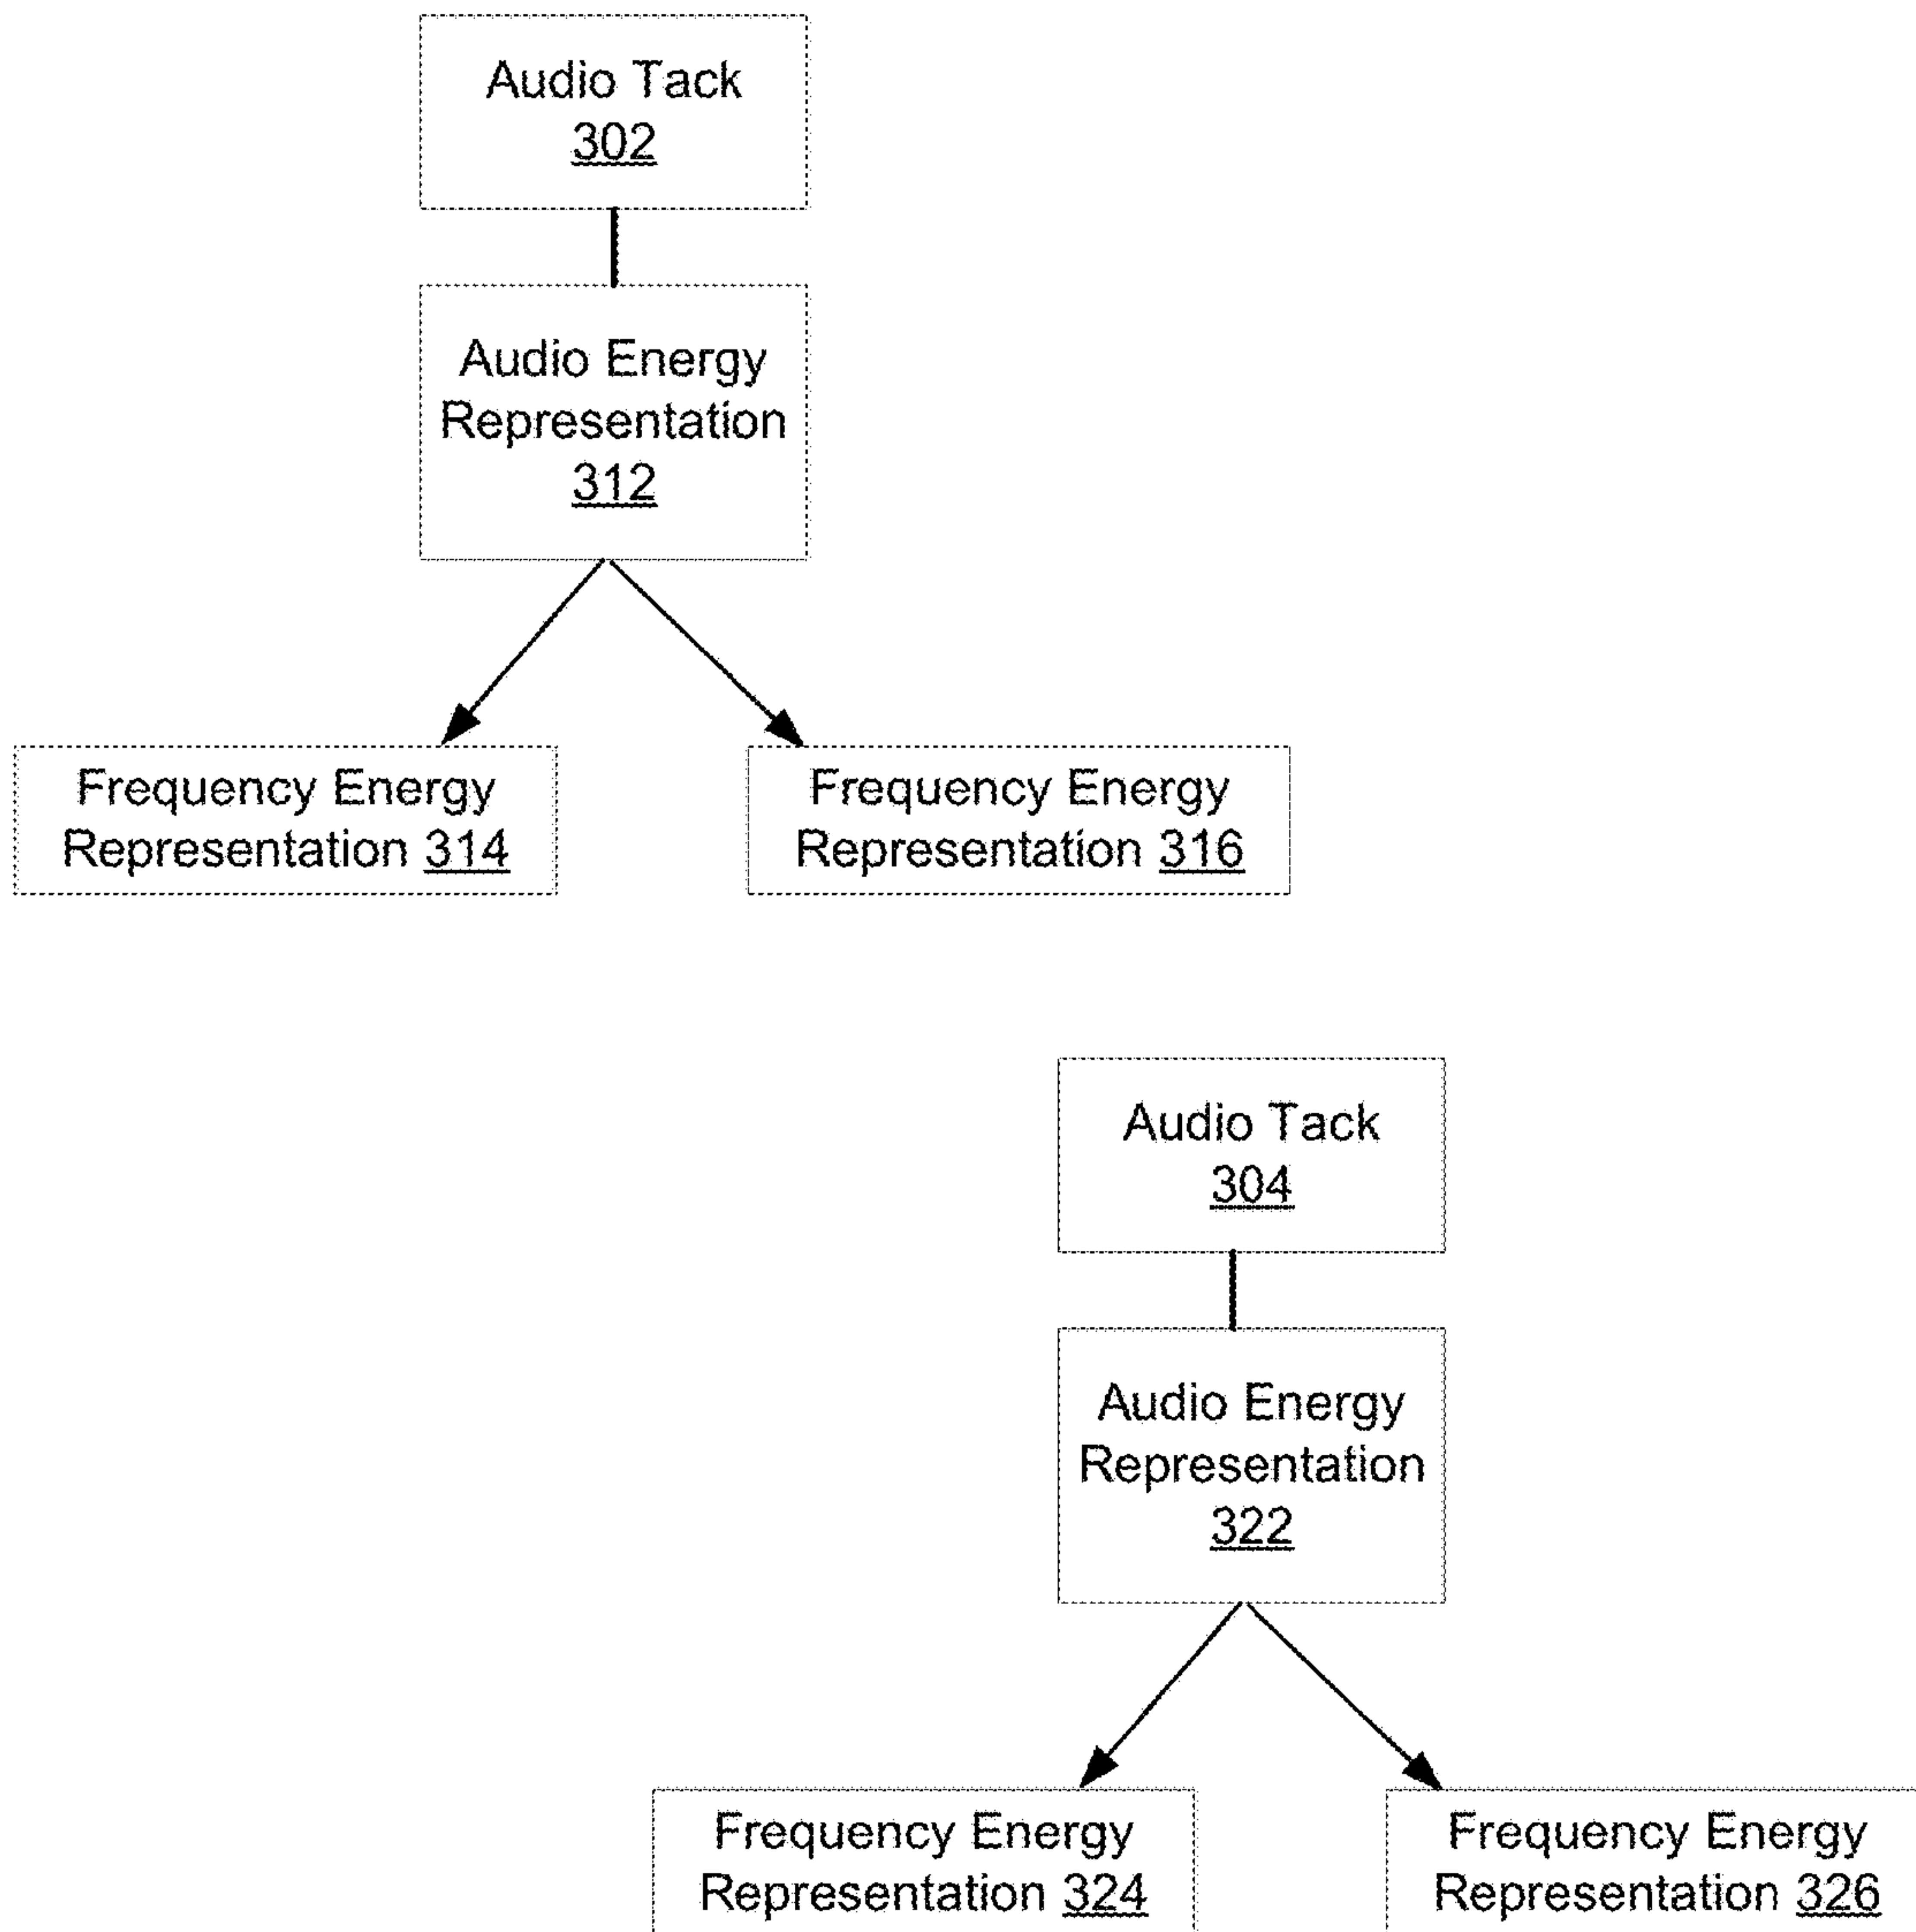 Audio Tack
302
Audio Energy
Representation
312
Frequency Energy
Representation 314
Frequency Energy
Representation 316
Audio Tack
304
Audio Energy
Representation
322
Frequency Energy
Representation 324
Frequency Energy
Representation 326